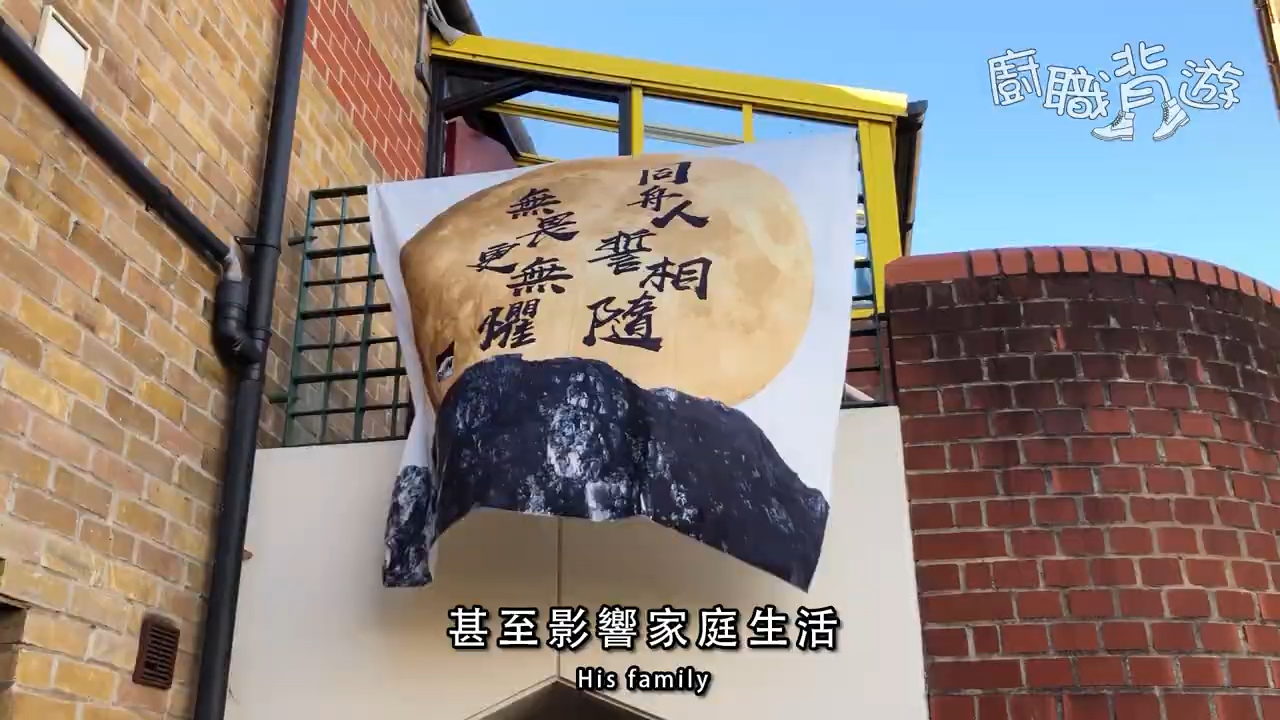 廚職背遊
同舟人
誓相隨
無畏
更無懼
甚至影響家庭生活
His family